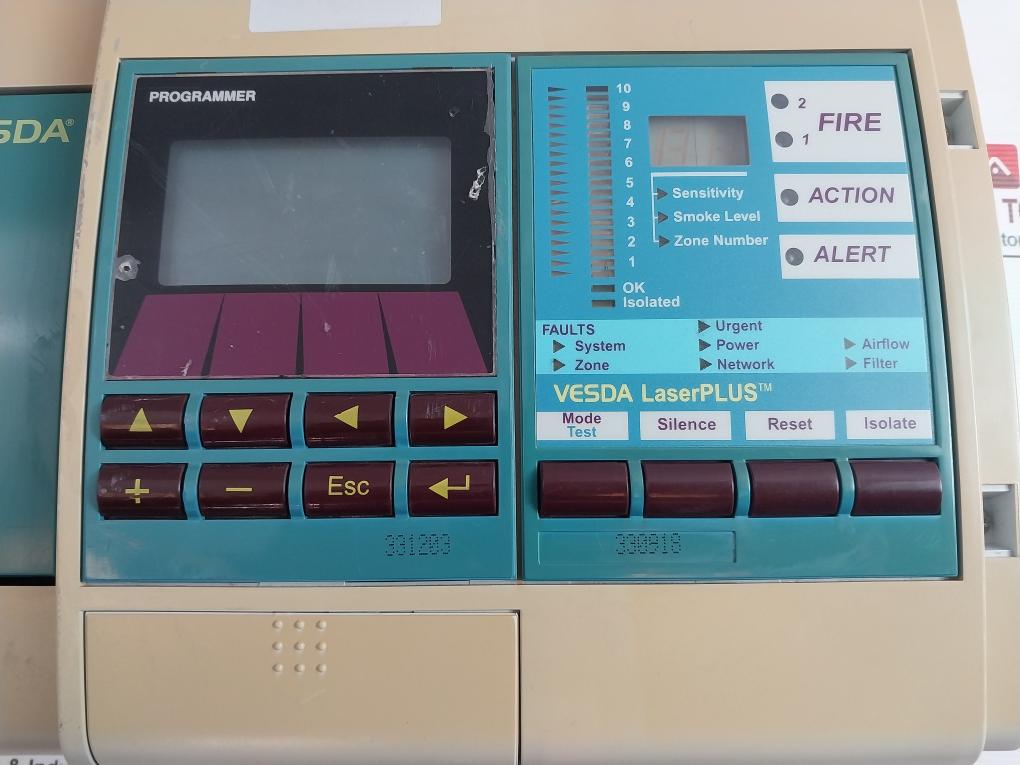 ESDA®
PROGRAMMER
Esc
331203
10
9
8
7
6
5
4
3
2
1
OK
Isolated
Sensitivity
Smoke Level
Zone Number
2
1
FIRE
ACTION
ALERT
FAULTS
System
Zone
Urgent
Power
Network
Airflow
Filter
VESDA LaserPLUS™
Mode
Test
Silence
Reset
Isolate
330918
& Ind